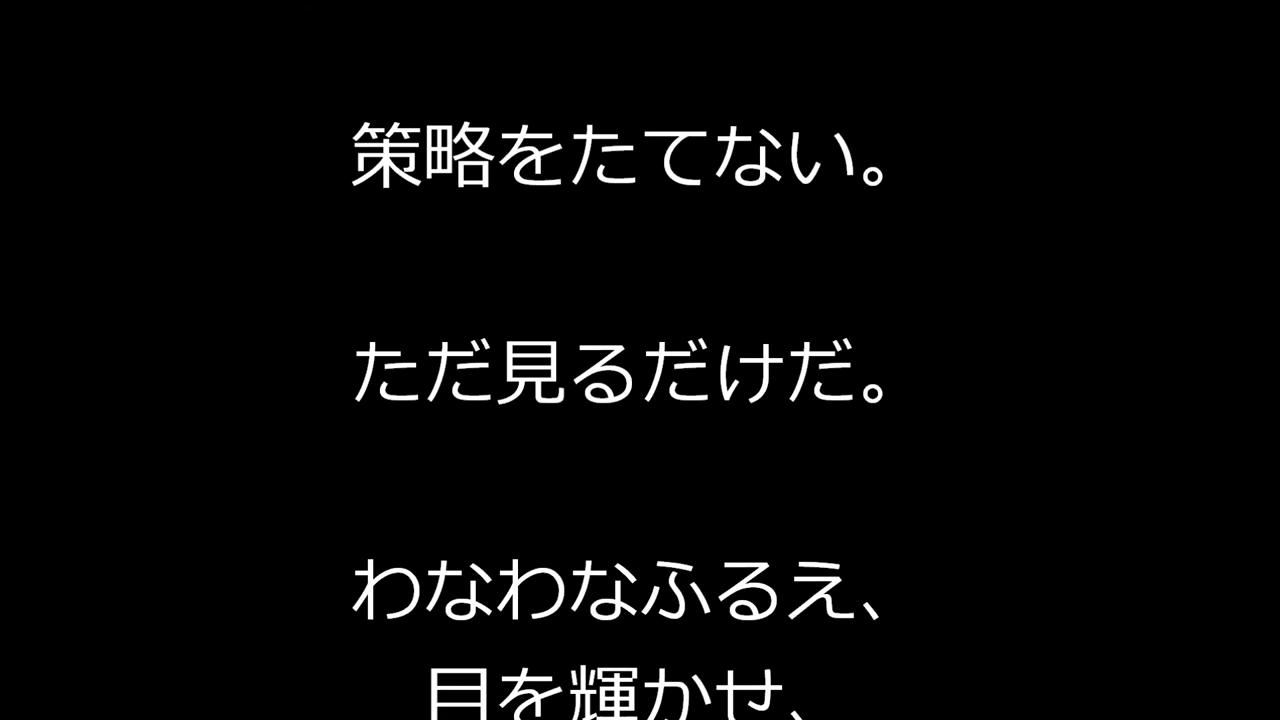 策略をたてない。
ただ見るだけだ。
わなわなふるえ、
目を輝かせ、